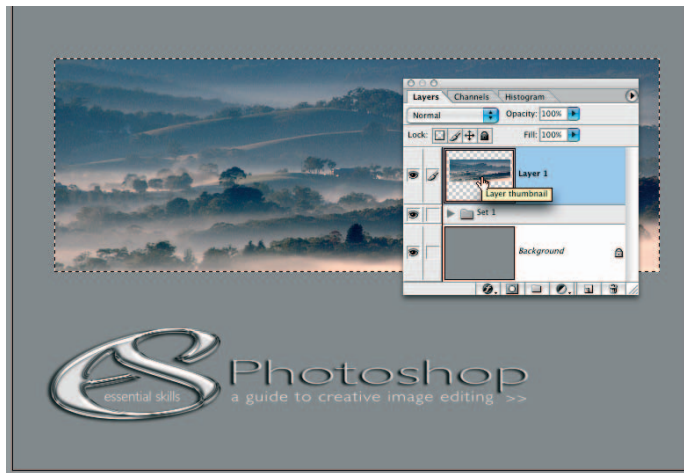 Layers Channels Histogram
Normal Opacity: 100%
Lock: Fill: 100%
Layer 1
Layer thumbnail
Set 1
Background
Photoshop
essential skills a guide to creative image editing >>